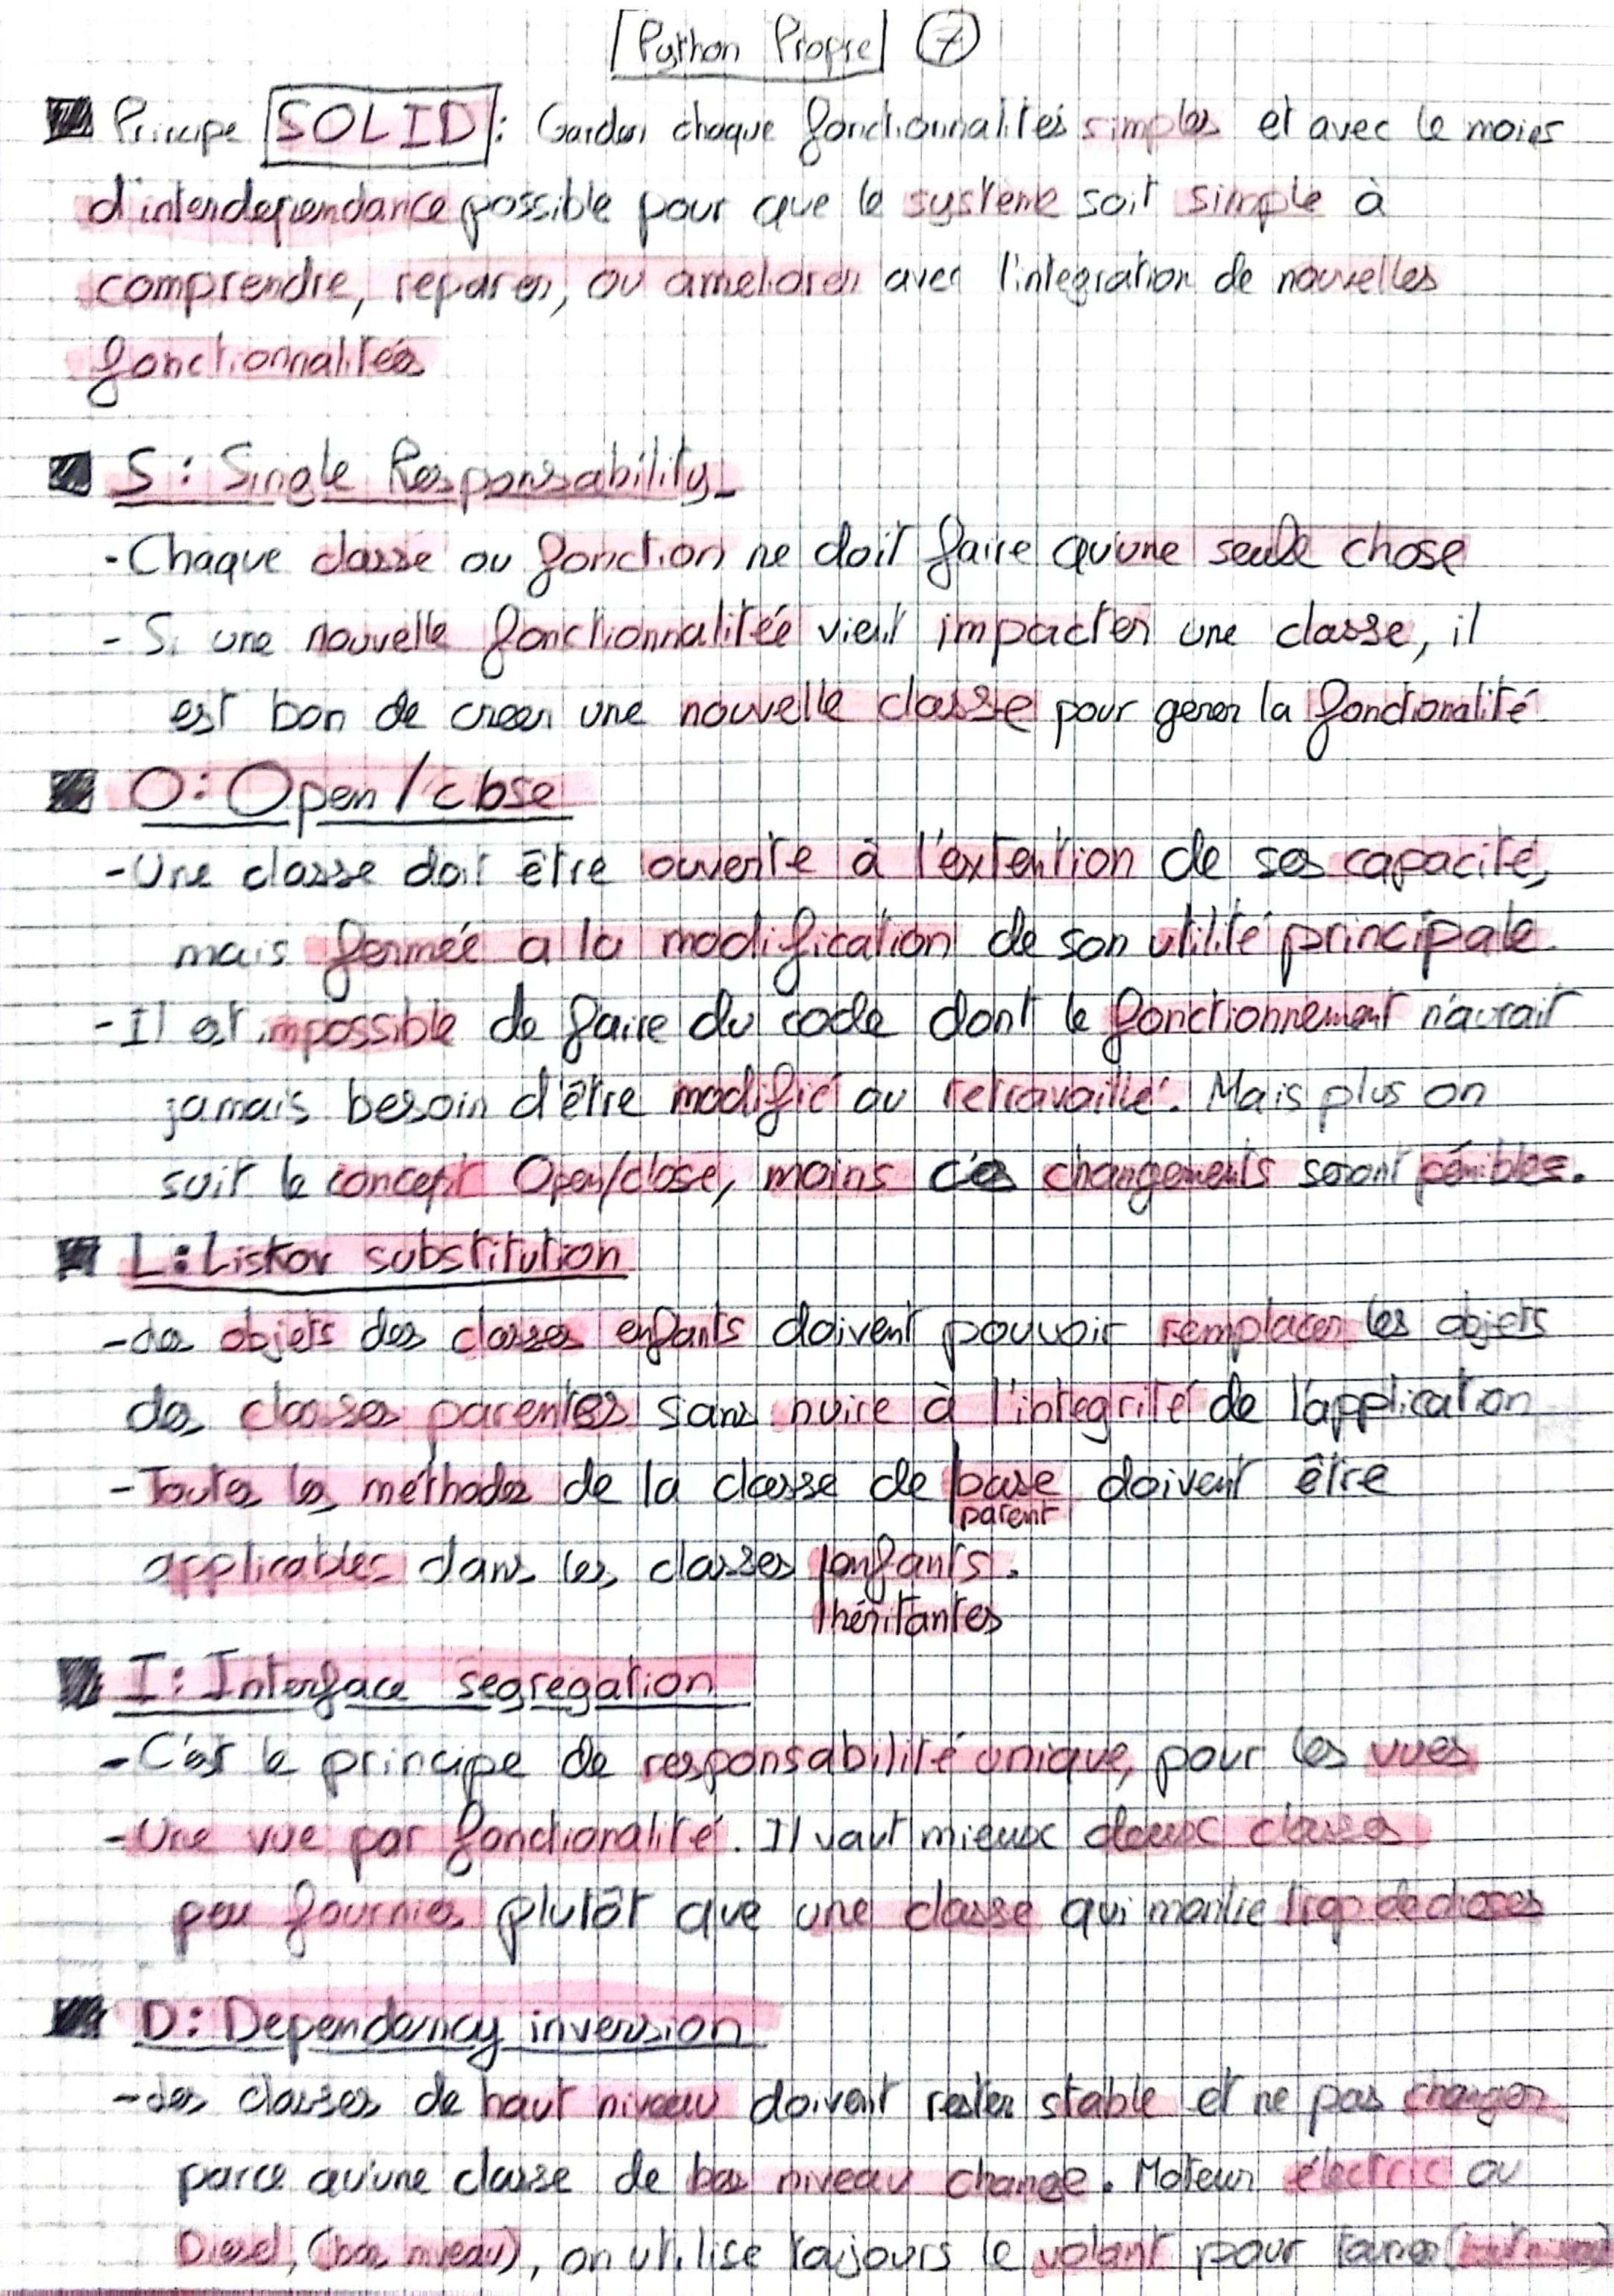 Python Propre 7
Principe SOLID : Garder chaque fonctionnalités simples et avec le moins
d'interdependance possible pour que le système soit simple à
comprendre, reparer, ou ameliorer avec l'integration de nouvelles
fonctionnalités
S : Single Responsability
- Chaque classe ou fonction ne doit faire qu'une seule chose
- Si une nouvelle fonctionnalitée vient impacter une classe, il
est bon de creer une nouvelle classe pour gerer la fonctionalité
O : Open / close
- Une classe doit être ouverte à l'extention de ses capacité,
mais fermée a la modification de son utilité principale.
- Il est impossible de faire du code dont le fonctionnement n'aurait
jamais besoin d'être modifié ou retravaillé. Mais plus on
suit le concept Open/close, moins ces changements seront pénibles.
L : Liskov substitution
- Les objets des classes enfants doivent pouvoir remplacer les objets
des classes parentes sans nuire à l'integrité de l'application
- Toutes les méthodes de la classe de base doivent être
parent
applicables dans les classes enfants.
héritantes
I : Interface segregation
- C'est le principe de responsabilité unique, pour les vues
- Une vue par fonctionalité. Il vaut mieux deux classes
peu fournies plutôt que une classe qui montre trop de choses
D : Dependancy inversion
- Les classes de haut niveau doivent rester stable et ne pas changer
parce qu'une classe de bas niveau change. Moteur électric ou
Diesel, (bas niveau), on utilise toujours le volant pour tourner (haut niveau)